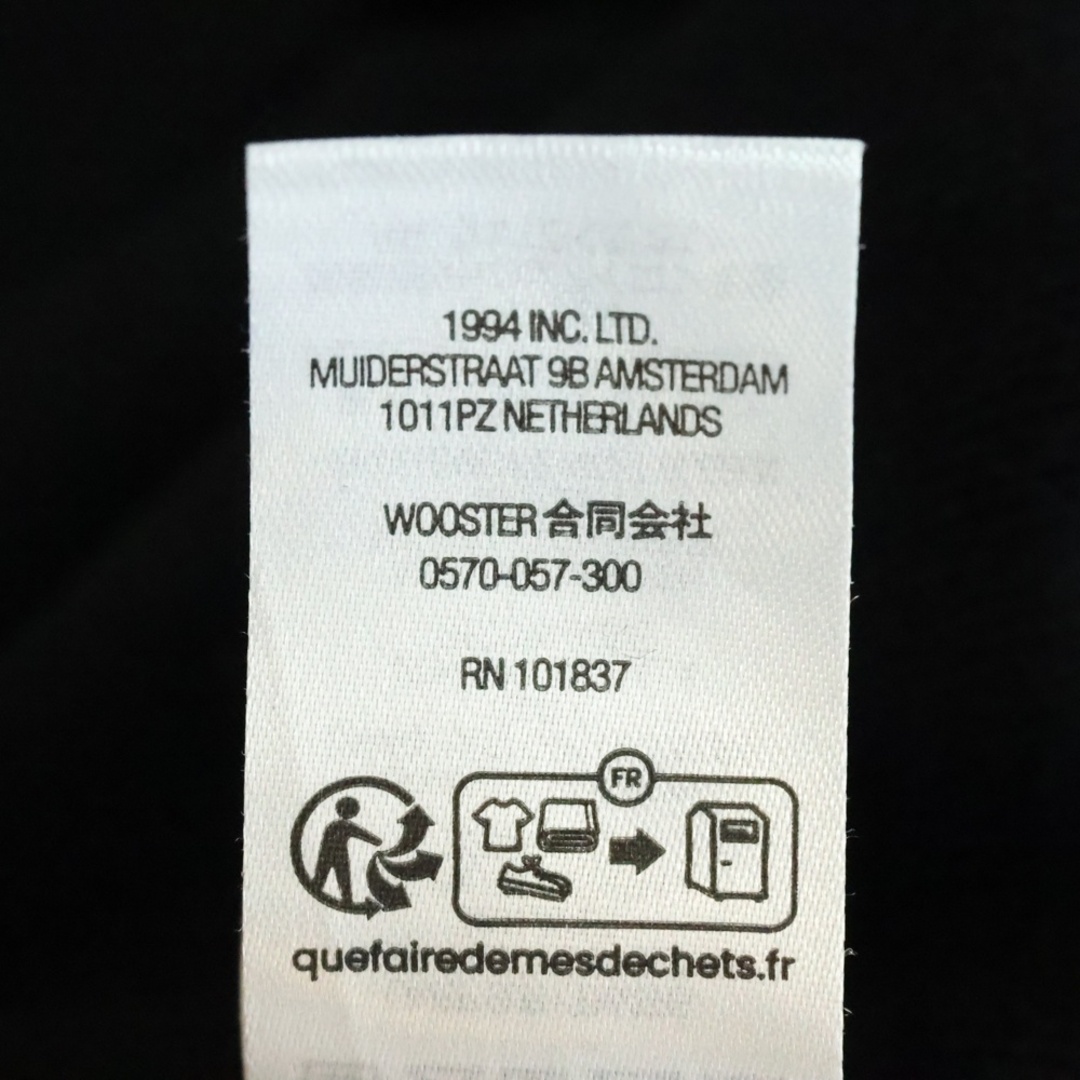 1994 INC. LTD.
MUIDERSTRAAT 9B AMSTERDAM
1011PZ NETHERLANDS
WOOSTER 合同会社
0570-057-300
RN 101837
FR
quefairedemesdechets.fr